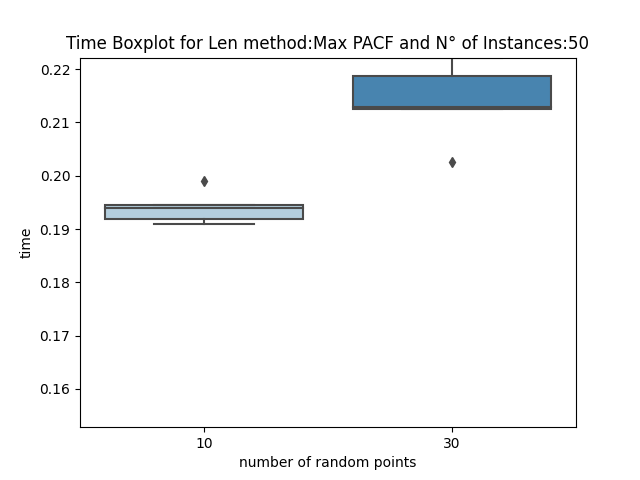 Time Boxplot for Len method:Max PACF and N° of Instances:50
0.22
0.21
0.20
0.19
0.18
0.17
0.16
time
10 30
number of random points